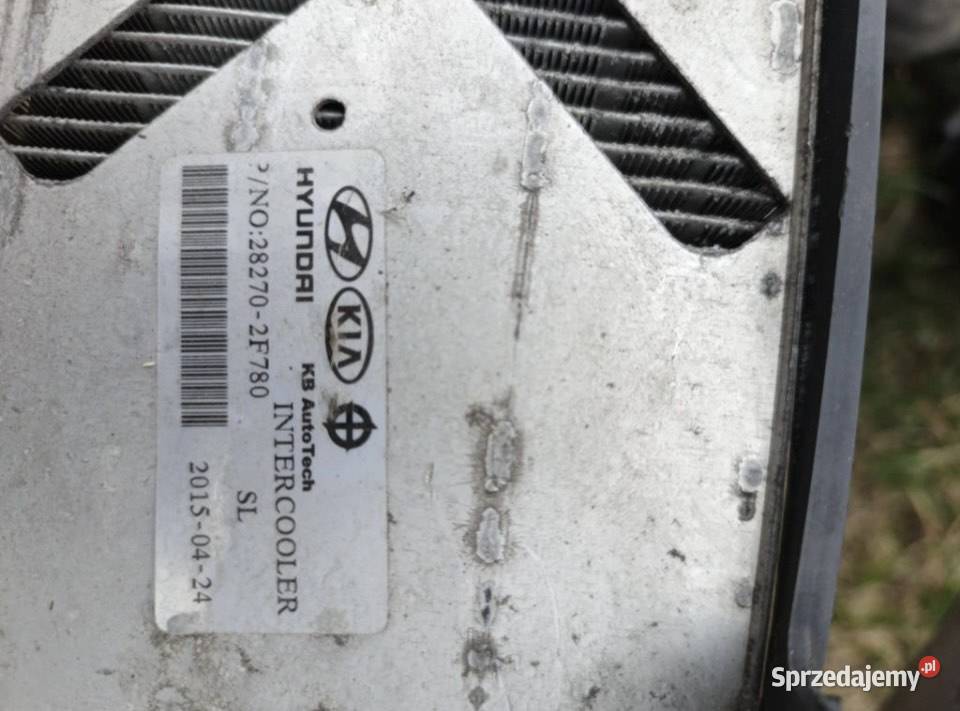 KIA
HYUNDAI
KB AutoTech
INTERCOOLER
P/NO:28270-2F780
SL
2015-04-24
Sprzedajemy.pl